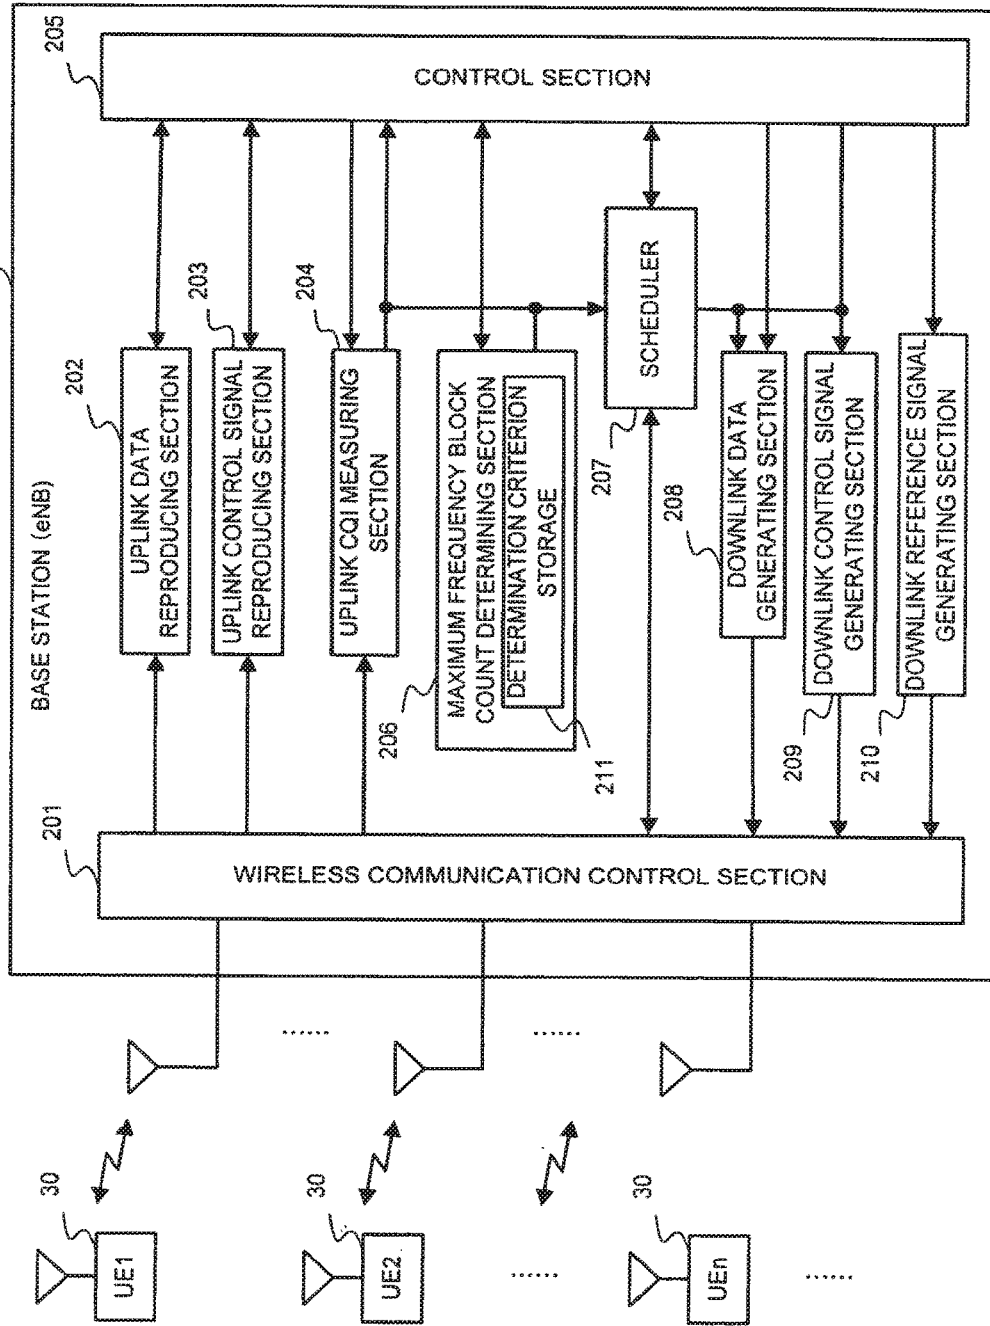 BASE STATION (eNB)
205
CONTROL SECTION
202
UPLINK DATA
REPRODUCING SECTION
203
UPLINK CONTROL SIGNAL
REPRODUCING SECTION
204
UPLINK CQI MEASURING
SECTION
206
MAXIMUM FREQUENCY BLOCK
COUNT DETERMINING SECTION
DETERMINATION CRITERION
STORAGE
211
SCHEDULER
207
208
DOWNLINK DATA
GENERATING SECTION
DOWNLINK CONTROL SIGNAL
GENERATING SECTION
209
DOWNLINK REFERENCE SIGNAL
GENERATING SECTION
210
201
WIRELESS COMMUNICATION CONTROL SECTION
......
......
30
UE1
30
UE2
......
30
UEn
......